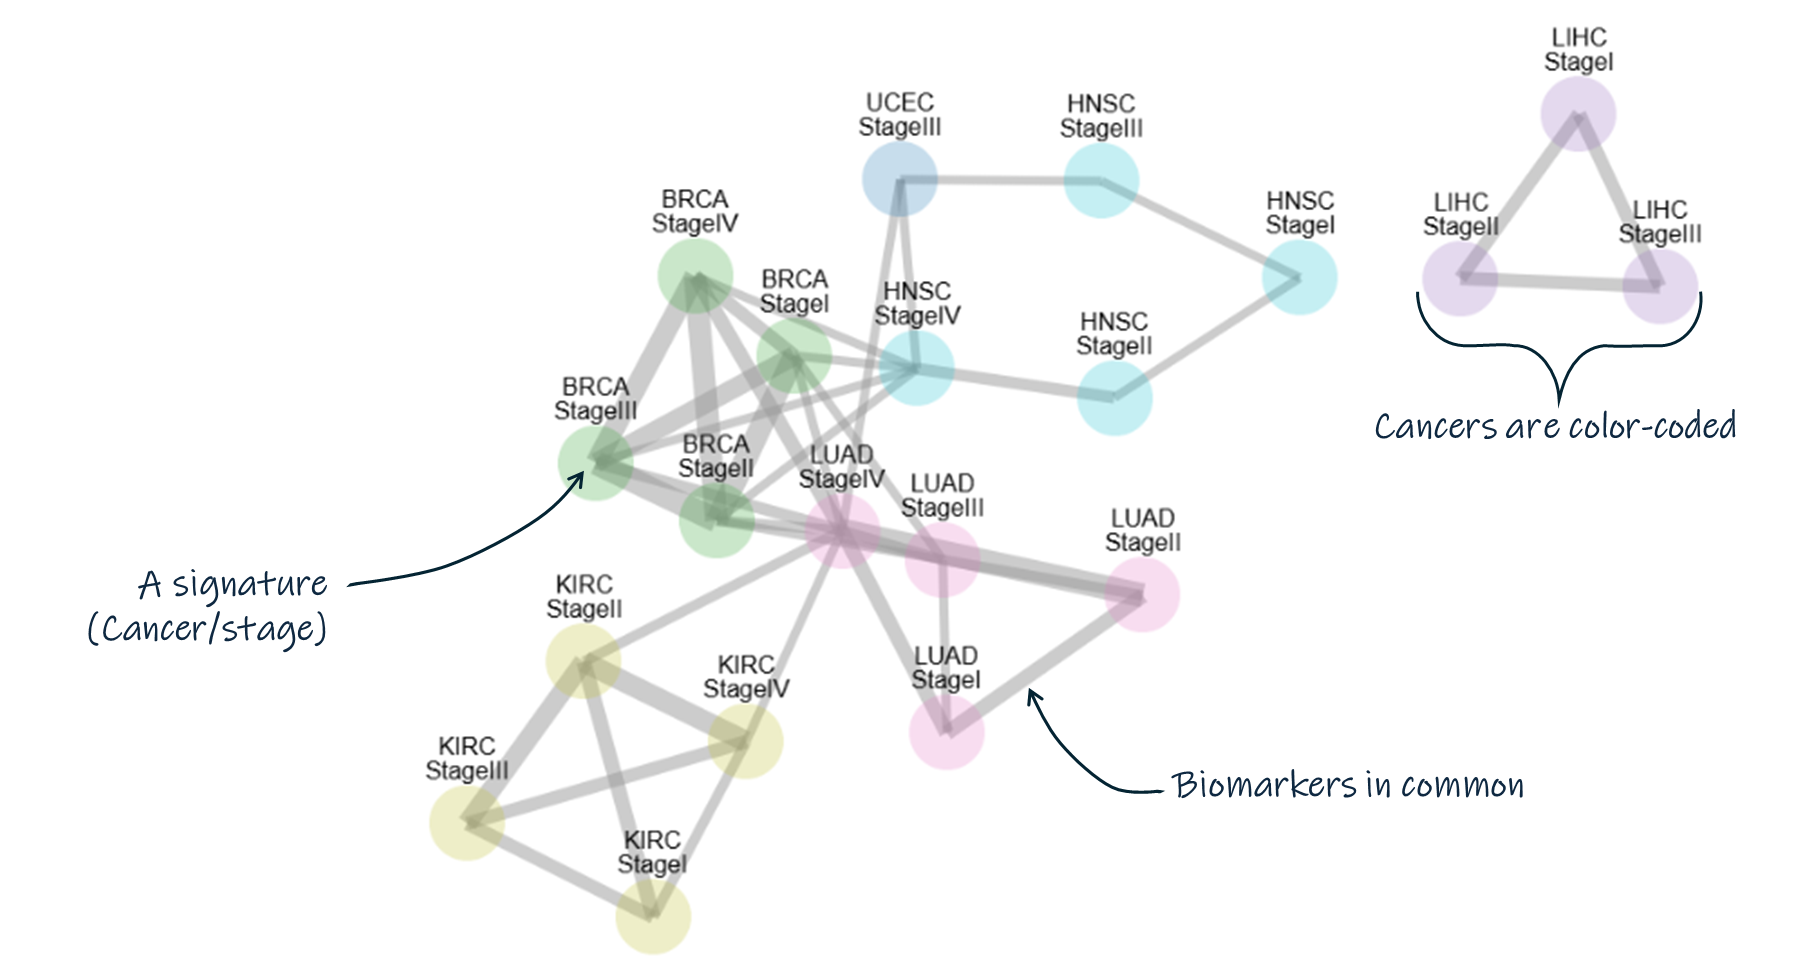 LIHC
StageI
UCEC
StageIII
HNSC
StageIII
BRCA
StageIV
HNSC
StageI
LIHC
StageII
LIHC
StageIII
BRCA
StageI
HNSC
StageIV
HNSC
StageII
BRCA
StageIII
Cancers are color-coded
BRCA
StageII
LUAD
StageIV
LUAD
StageIII
LUAD
StageII
A signature
(Cancer/stage)
KIRC
StageII
KIRC
StageIV
LUAD
StageI
KIRC
StageIII
Biomarkers in common
KIRC
StageI